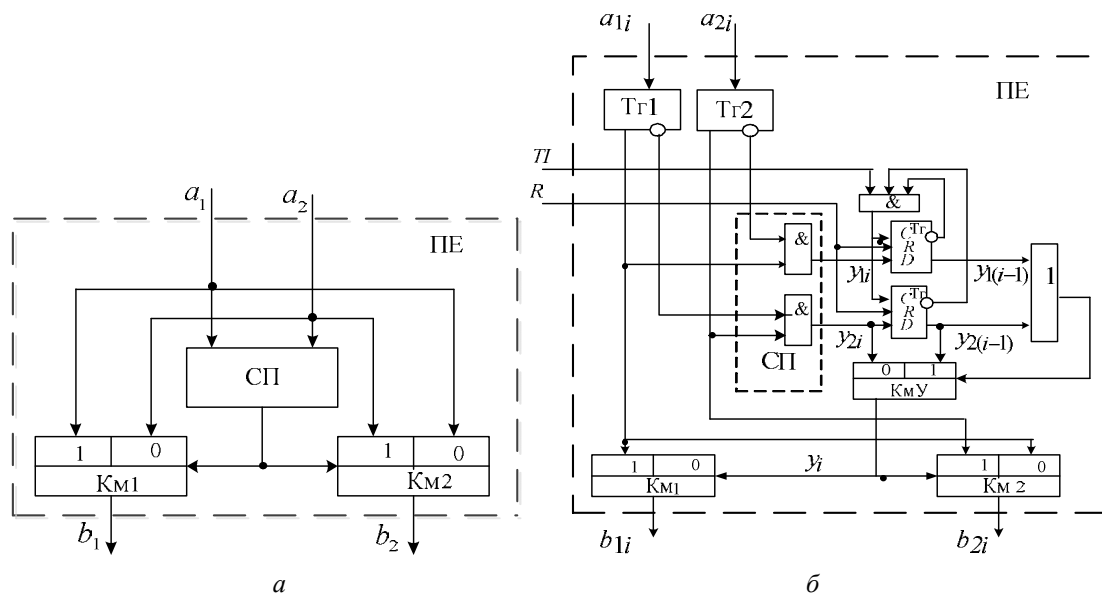 a₁
a₂
ПЕ
СП
1 0
Км1
1 0
Км2
b₁
b₂
а
a₁ᵢ
a₂ᵢ
ПЕ
Тг1
Тг2
TI
R
&
&
C Тг
R
D
y₁ᵢ
y₁₍ᵢ₋₁₎
1
&
СП
C Тг
R
D
y₂ᵢ
y₂₍ᵢ₋₁₎
0 1
КмУ
yᵢ
1 0
Км₁
1 0
Км 2
b₁ᵢ
b₂ᵢ
б